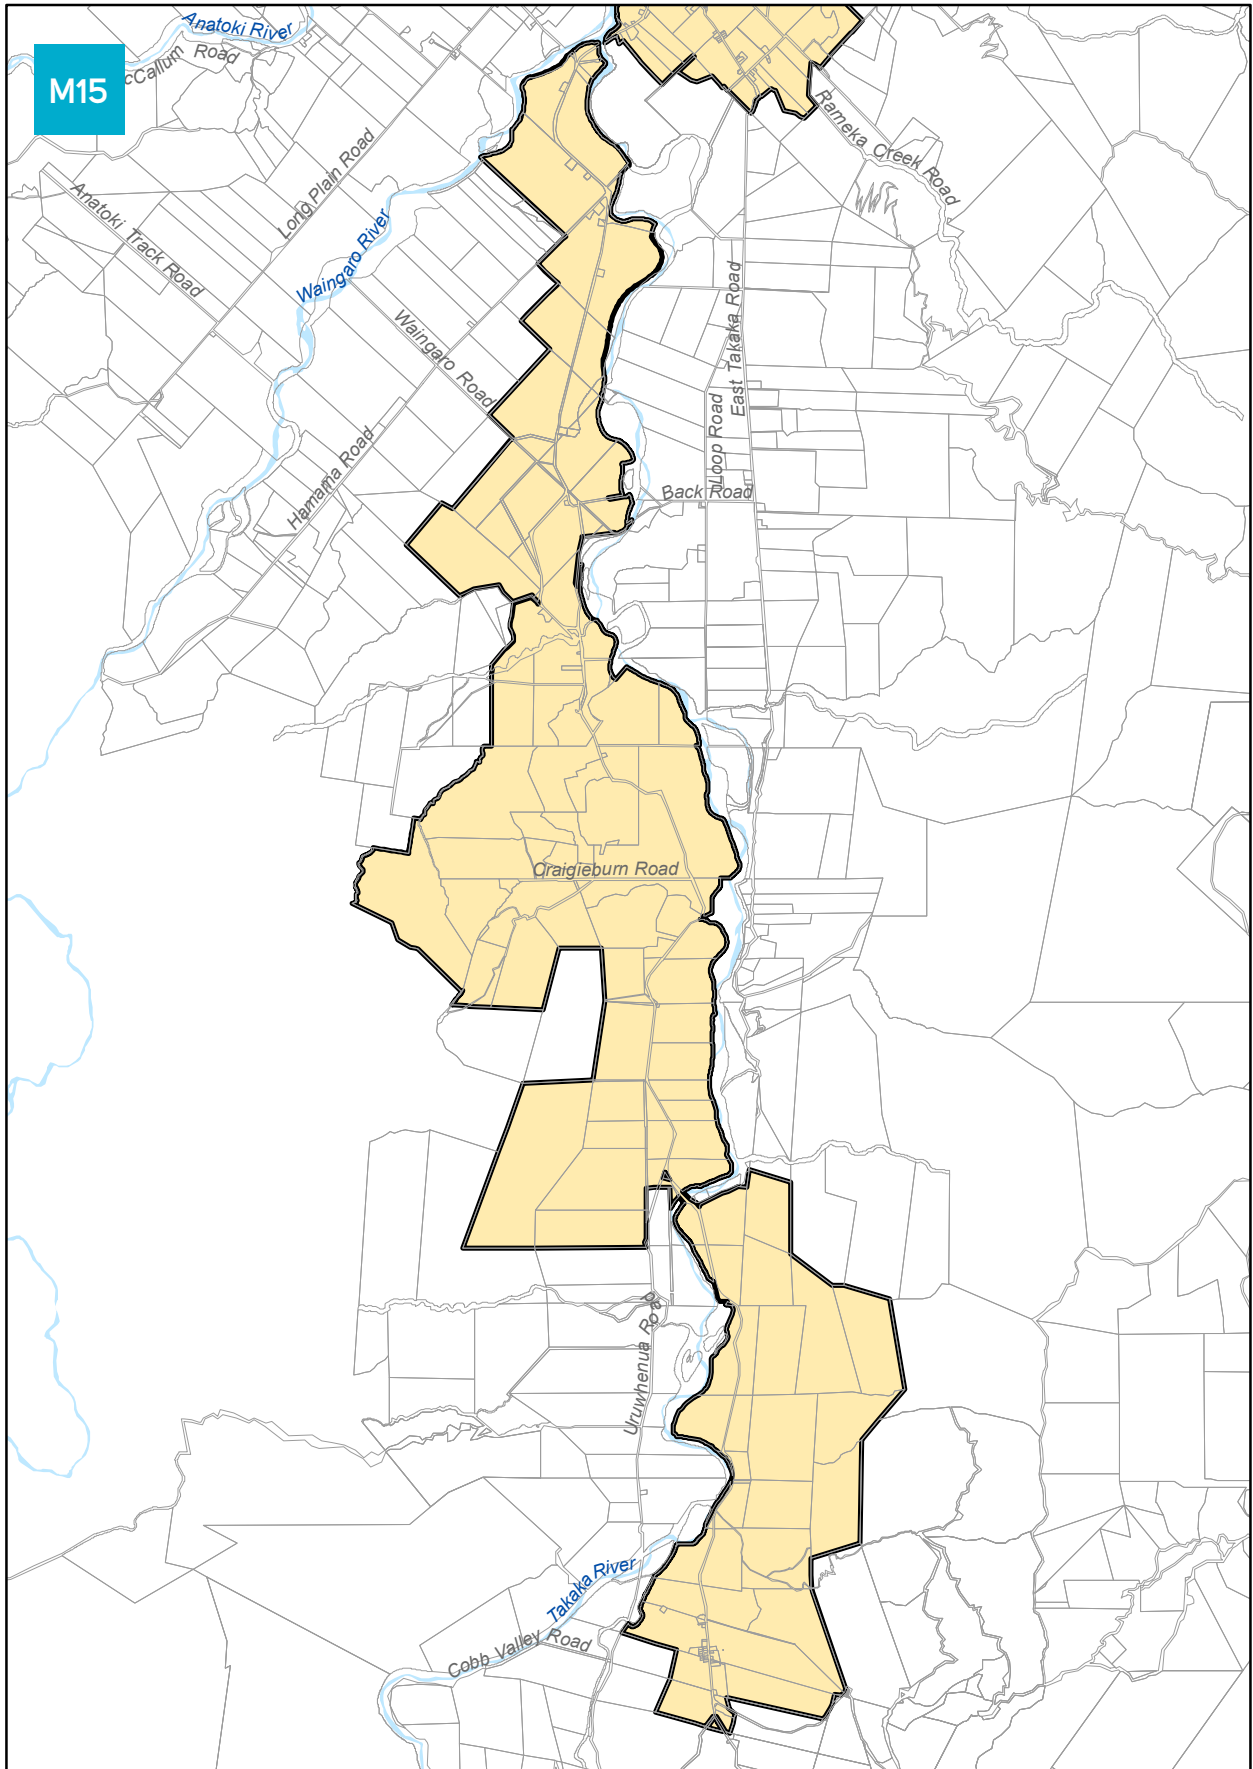 Anatoki River
cCallum Road
M15
Rameka Creek Road
Long Plain Road
Anatoki Track Road
Waingaro River
East Takaka Road
Waingaro Road
Loop Road
Hamama Road
Back Road
Craigieburn Road
Uruwhenua Road
Takaka River
Cobb Valley Road